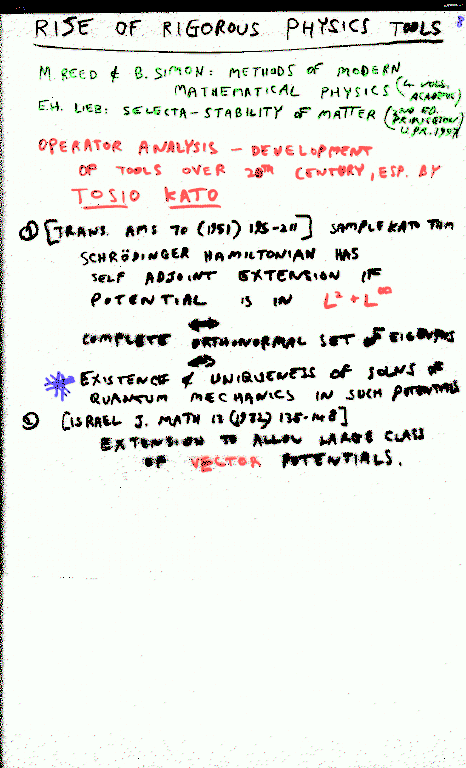 RISE OF RIGOROUS PHYSICS TOOLS
8
M. REED & B. SIMON: METHODS OF MODERN
MATHEMATICAL PHYSICS (4 VOLS, ACADEMIC)
E.H. LIEB: SELECTA - STABILITY OF MATTER (2ND ED. PRINCETON U.P. 1997)
OPERATOR ANALYSIS - DEVELOPMENT
OF TOOLS OVER 20TH CENTURY, ESP. BY
TOSIO KATO
① [TRANS. AMS 70 (1951) 195-211] SAMPLE KATO THM
SCHRÖDINGER HAMILTONIAN HAS
SELF ADJOINT EXTENSION IF
POTENTIAL IS IN L² + L^∞
↔
COMPLETE ORTHONORMAL SET OF
↔
* EXISTENCE & UNIQUENESS OF SOLNS OF
QUANTUM MECHANICS IN SUCH POTENTIALS
② [ISRAEL J. MATH 13 (1972) 135-148]
EXTENSION TO ALLOW LARGE CLASS
OF VECTOR POTENTIALS.